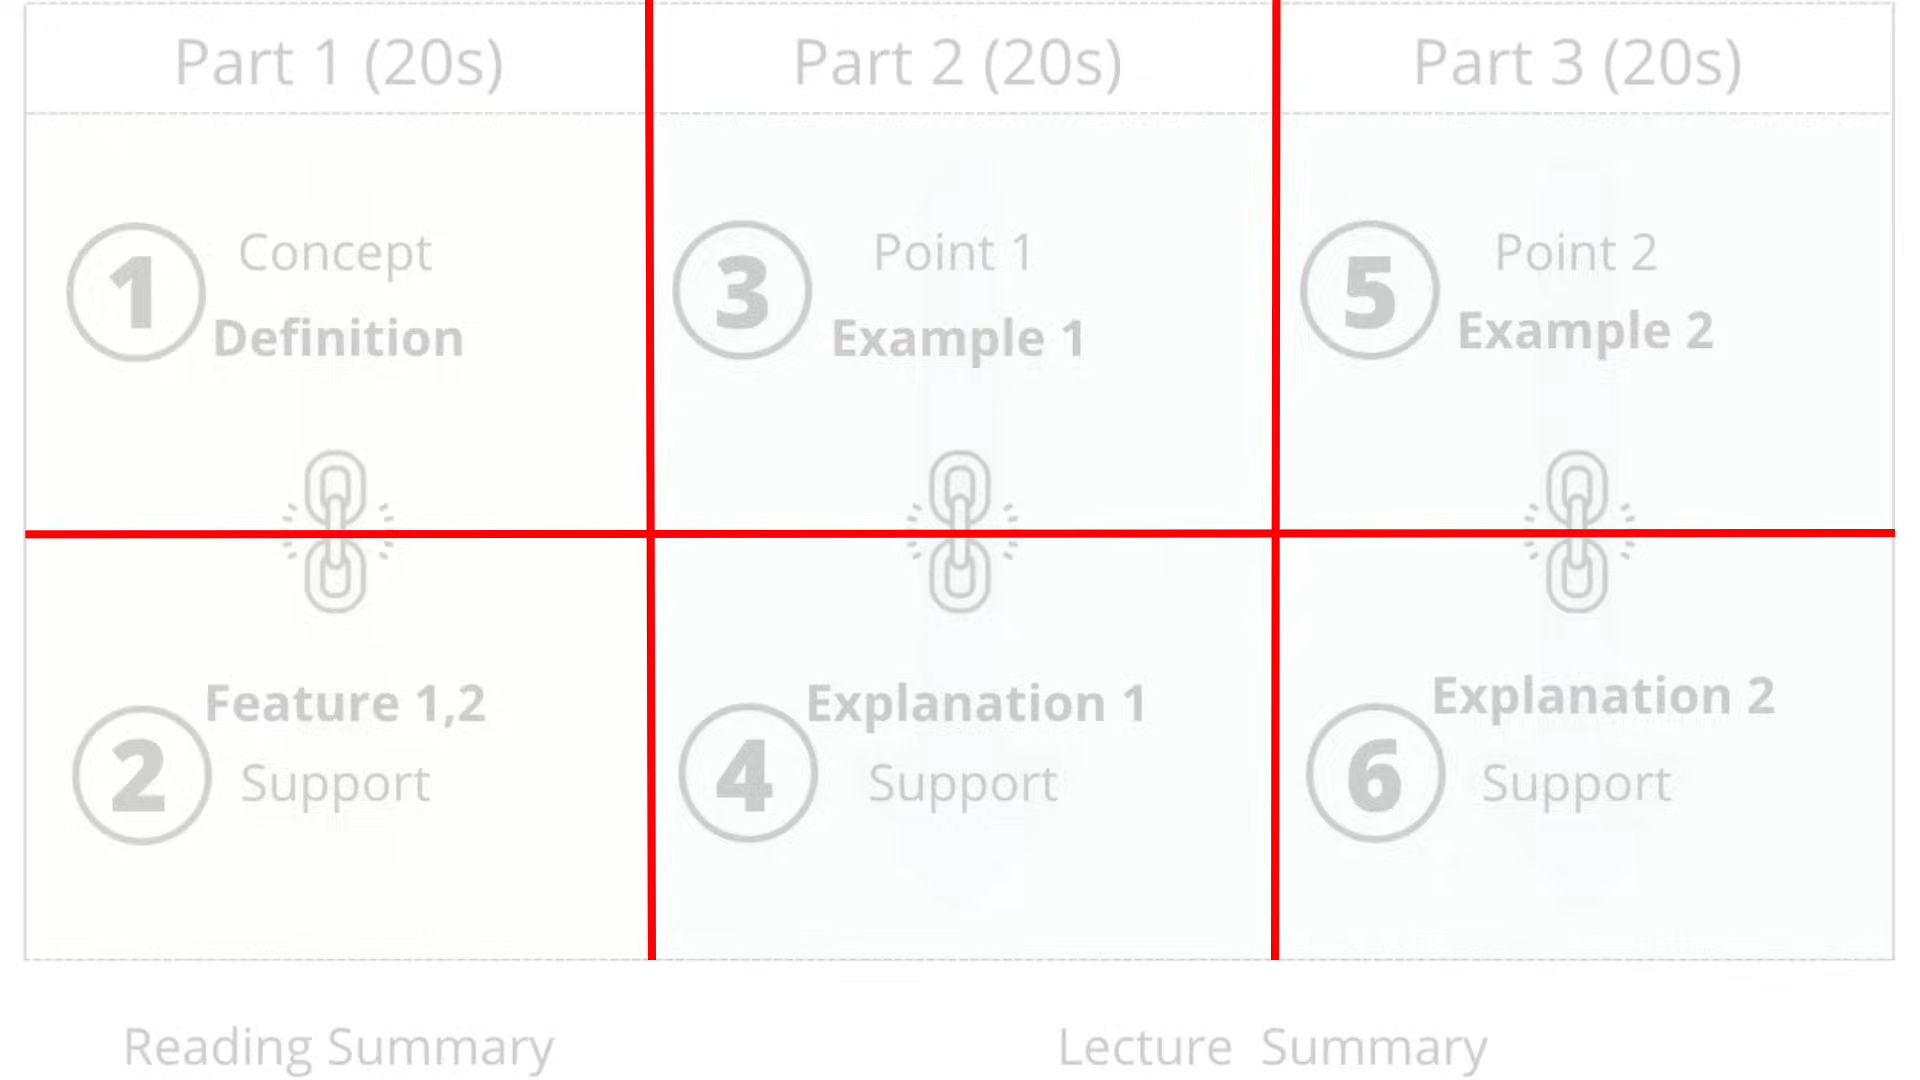 Part 1 (20s)
Part 2 (20s)
Part 3 (20s)
1
Concept
Definition
3
Point 1
Example 1
5
Point 2
Example 2
2
Feature 1,2
Support
4
Explanation 1
Support
6
Explanation 2
Support
Reading Summary
Lecture Summary